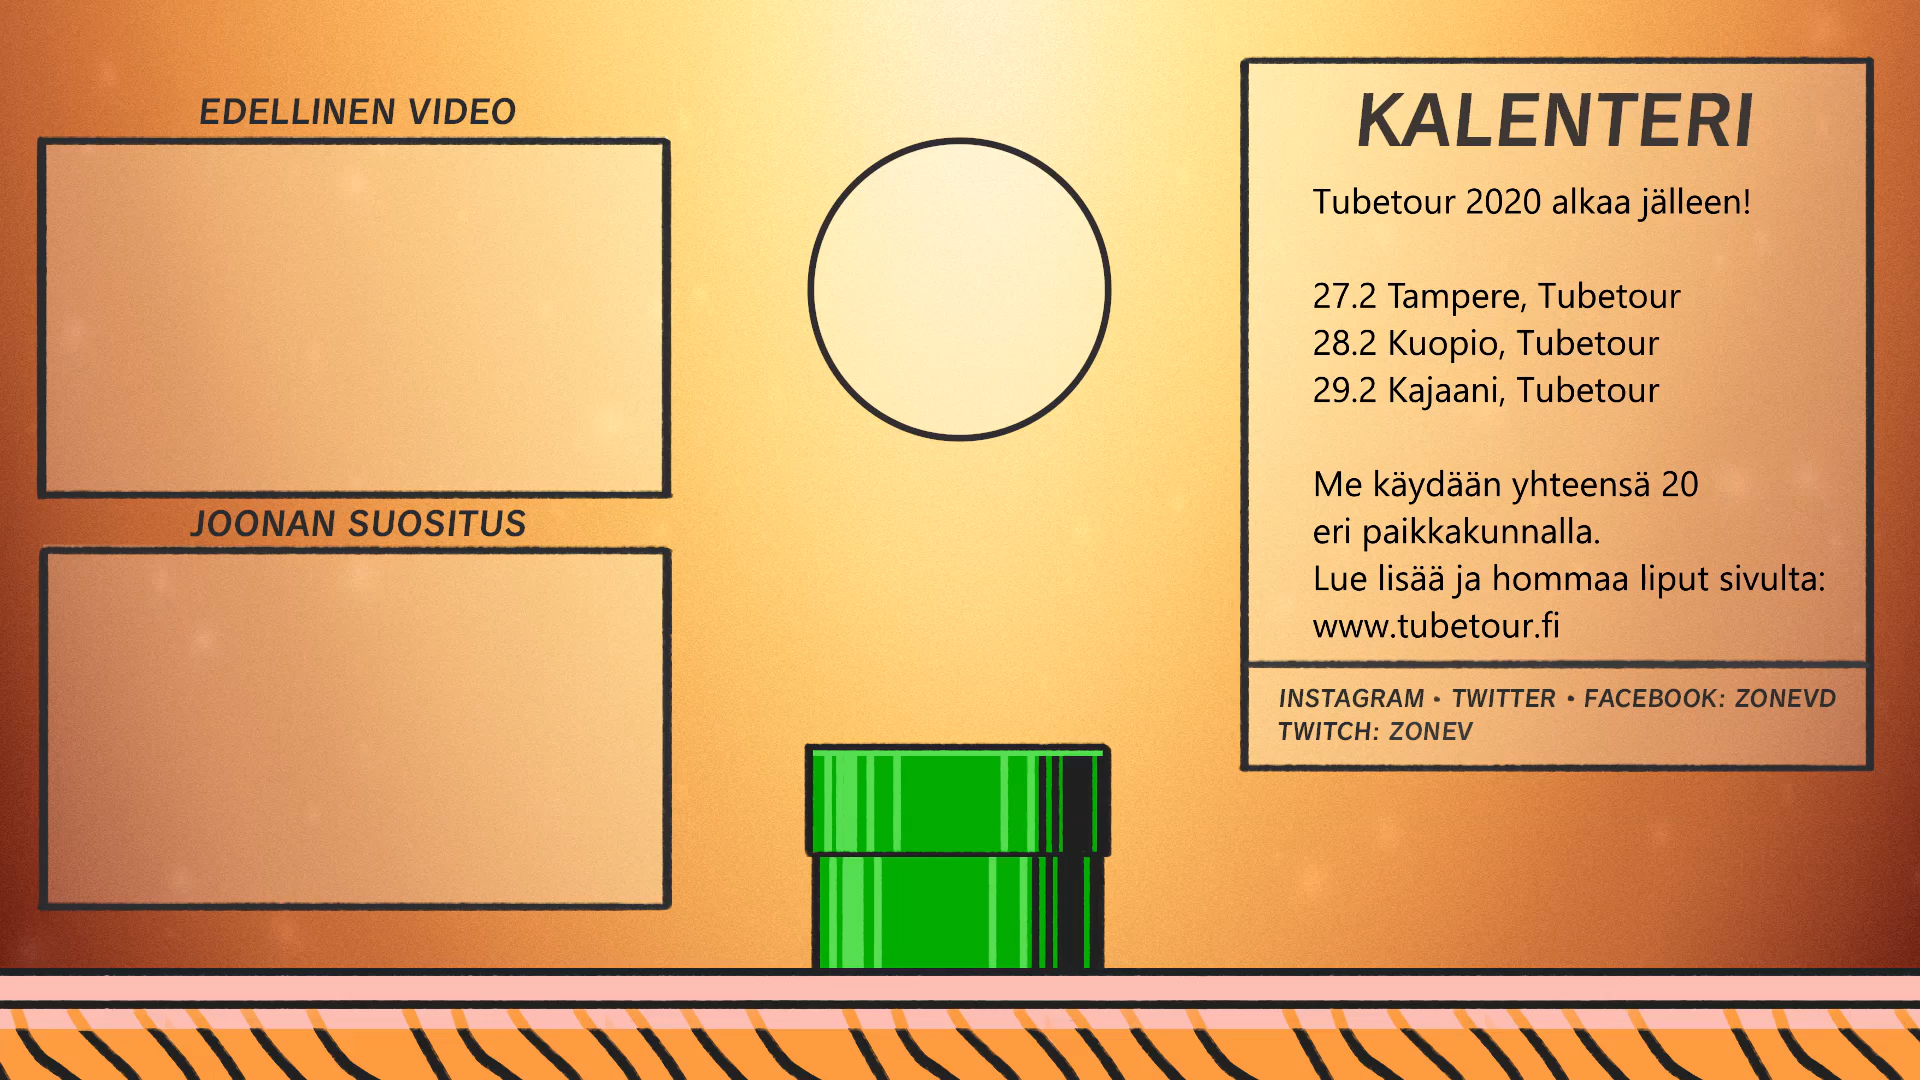 EDELLINEN VIDEO
JOONAN SUOSITUS
KALENTERI
Tubetour 2020 alkaa jälleen!
27.2 Tampere, Tubetour
28.2 Kuopio, Tubetour
29.2 Kajaani, Tubetour
Me käydään yhteensä 20
eri paikkakunnalla.
Lue lisää ja hommaa liput sivulta:
www.tubetour.fi
INSTAGRAM • TWITTER • FACEBOOK: ZONEVD
TWITCH: ZONEV